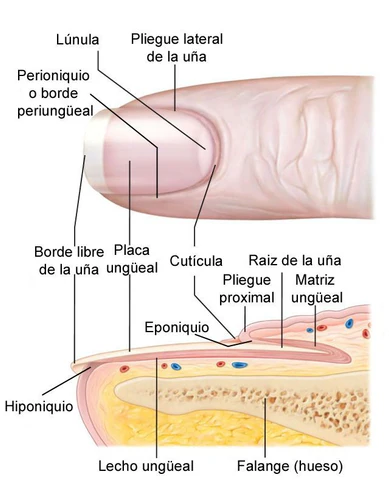 Lúnula
Pliegue lateral
de la uña
Perioniquio
o borde
periungüeal
Borde libre
de la uña
Placa
ungüeal
Cutícula
Raiz de la uña
Pliegue
proximal
Matriz
ungüeal
Eponiquio
Hiponiquio
Lecho ungüeal
Falange (hueso)